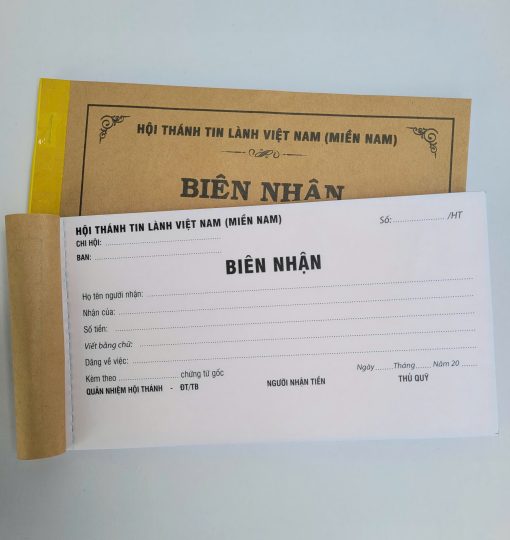 HỘI THÁNH TIN LÀNH VIỆT NAM (MIỀN NAM)
BIÊN NHẬN
HỘI THÁNH TIN LÀNH VIỆT NAM (MIỀN NAM)
Số: ...................... /HT
CHI HỘI: ..................................................
BAN: ..................................................
BIÊN NHẬN
Họ tên người nhận: ..................................................
Nhận của: ..................................................
Số tiền: ..................................................
Viết bằng chữ: ..................................................
Dâng về việc: ..................................................
Kèm theo ...................... chứng từ gốc
Ngày ....... Tháng ....... Năm 20 .......
QUẢN NHIỆM HỘI THÁNH - ĐT/TB NGƯỜI NHẬN TIỀN THỦ QUỸ